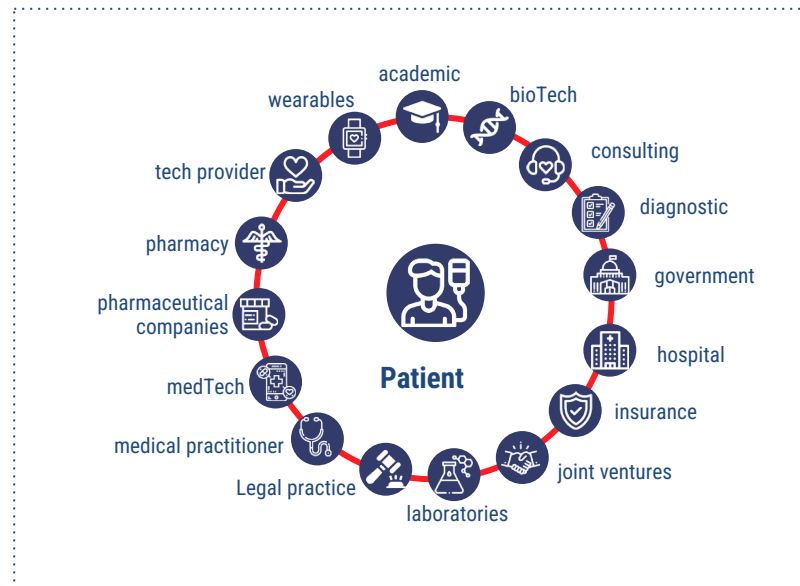 academic
wearables
bioTech
consulting
tech provider
diagnostic
pharmacy
government
pharmaceutical
companies
hospital
Patient
medTech
insurance
medical practitioner
joint ventures
Legal practice
laboratories